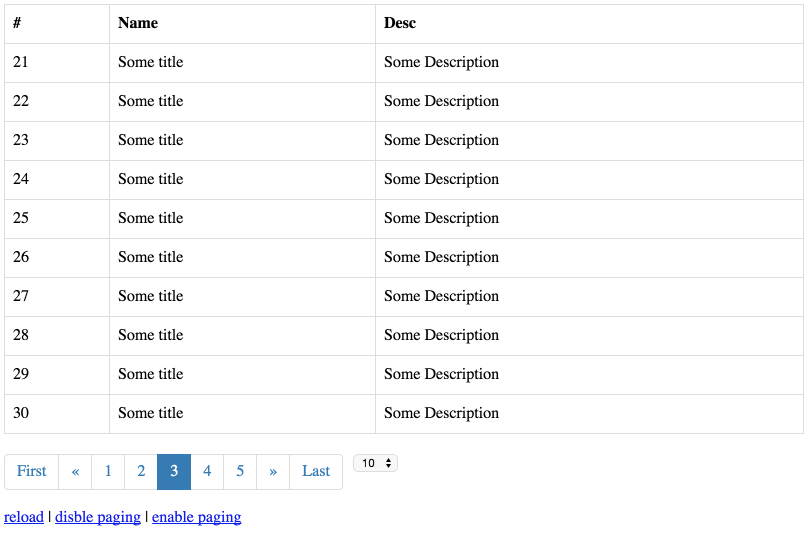 # Name Desc
21 Some title Some Description
22 Some title Some Description
23 Some title Some Description
24 Some title Some Description
25 Some title Some Description
26 Some title Some Description
27 Some title Some Description
28 Some title Some Description
29 Some title Some Description
30 Some title Some Description
First « 1 2 3 4 5 » Last 10
reload | disble paging | enable paging